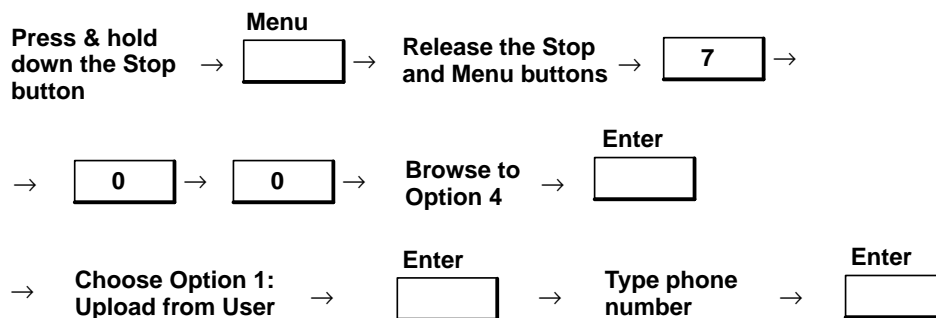 Press & hold
down the Stop
button
→
Menu
→
Release the Stop
and Menu buttons
→
7
→
→
0
→
0
→
Browse to
Option 4
→
Enter
→
Choose Option 1:
Upload from User
→
Enter
→
Type phone
number
→
Enter